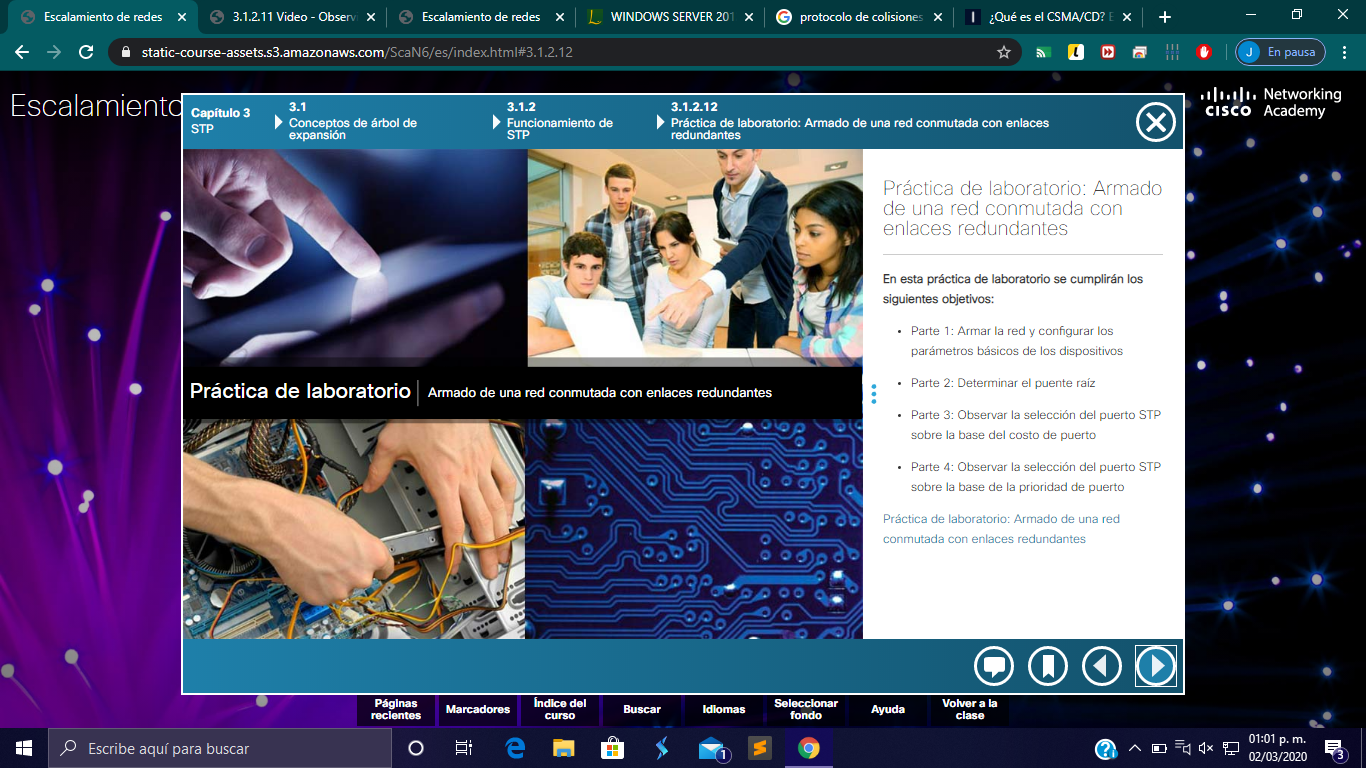 Escalamiento de redes
3.1.2.11 Video - Observ
Escalamiento de redes
WINDOWS SERVER 201
protocolo de colisiones
¿Qué es el CSMA/CD? E
static-course-assets.s3.amazonaws.com/ScaN6/es/index.html#3.1.2.12
J En pausa
Escalamiento
Capítulo 3
STP
3.1
Conceptos de árbol de
expansión
3.1.2
Funcionamiento de
STP
3.1.2.12
Práctica de laboratorio: Armado de una red conmutada con enlaces
redundantes
CISCO
Networking
Academy
Práctica de laboratorio
Armado de una red conmutada con enlaces redundantes
Práctica de laboratorio: Armado
de una red conmutada con
enlaces redundantes
En esta práctica de laboratorio se cumplirán los
siguientes objetivos:
• Parte 1: Armar la red y configurar los
parámetros básicos de los dispositivos
• Parte 2: Determinar el puente raíz
• Parte 3: Observar la selección del puerto STP
sobre la base del costo de puerto
• Parte 4: Observar la selección del puerto STP
sobre la base de la prioridad de puerto
Práctica de laboratorio: Armado de una red
conmutada con enlaces redundantes
Páginas
recientes
Marcadores
Índice del
curso
Buscar
Idiomas
Seleccionar
fondo
Ayuda
Volver a la
clase
Escribe aquí para buscar
1
01:01 p. m.
02/03/2020
3